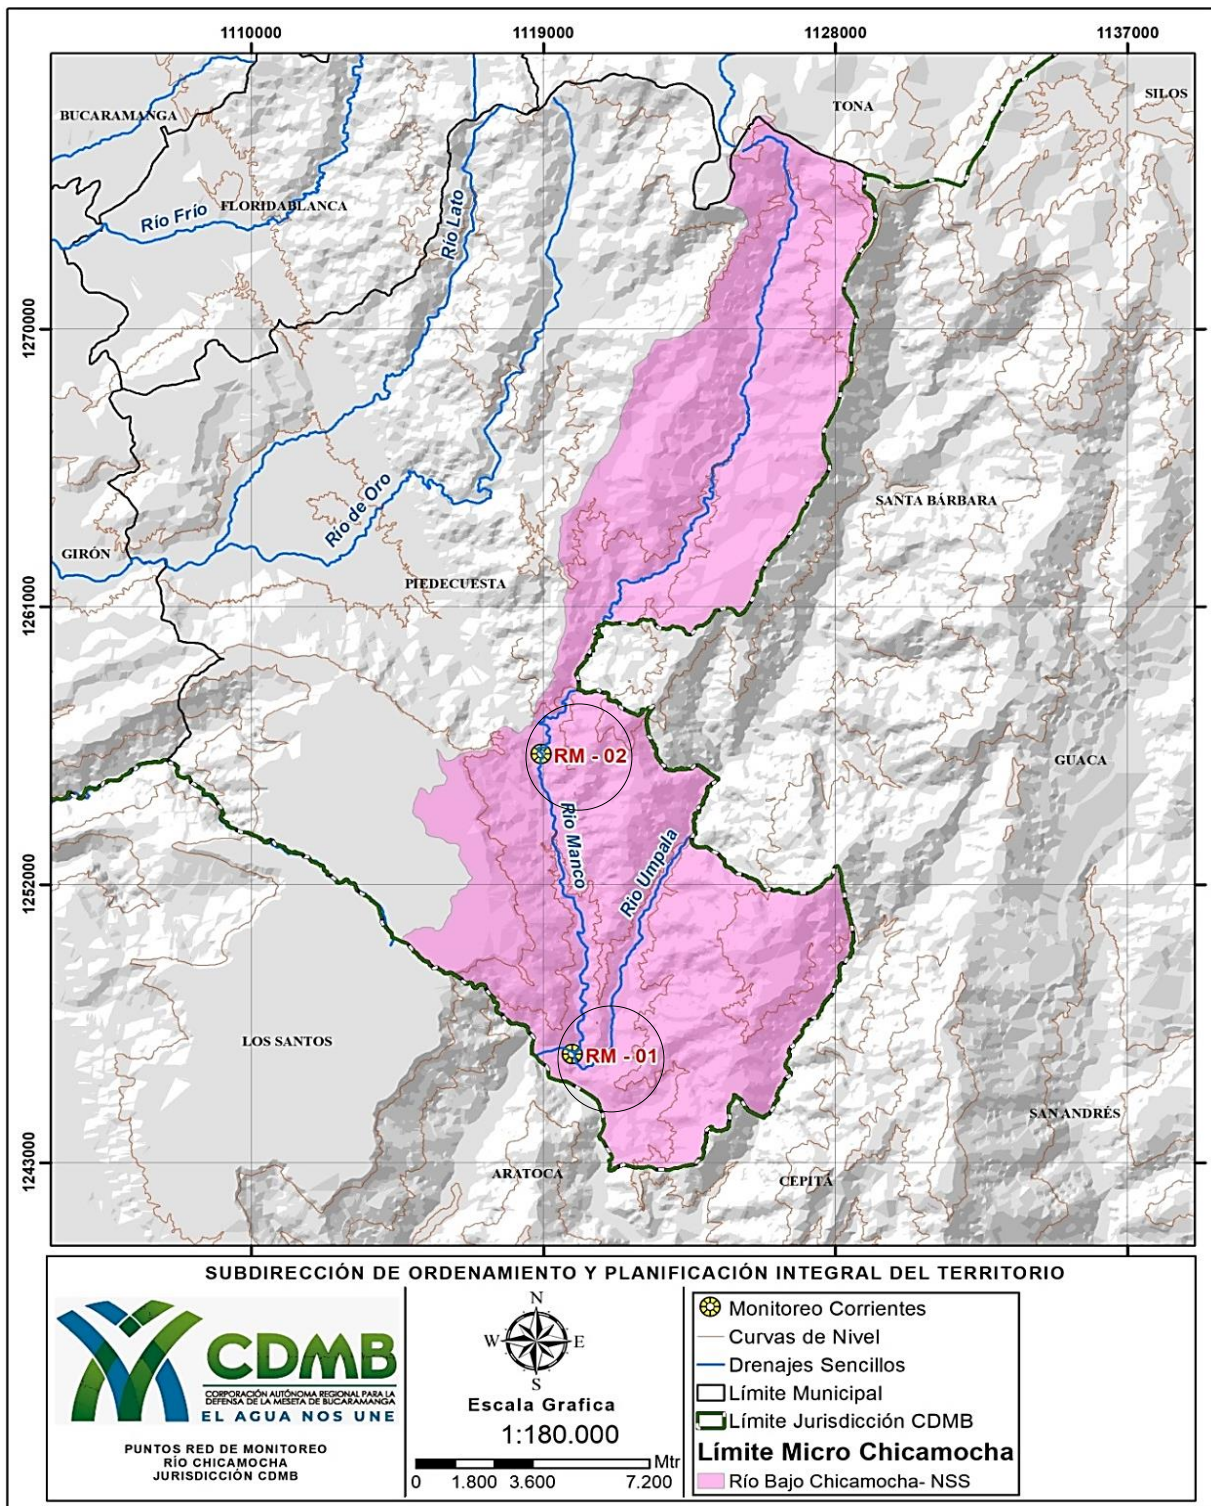 1110000
1119000
1128000
1137000
BUCARAMANGA
TONA
SILOS
FLORIDABLANCA
Río Frío
Río Lato
1270000
Río de Oro
SANTA BÁRBARA
GIRÓN
PIEDECUESTA
1261000
RM - 02
GUACA
Rio Manco
Rio Umpala
1252000
LOS SANTOS
RM - 01
SAN ANDRÉS
1243000
ARATOCA
CEPITÁ
SUBDIRECCIÓN DE ORDENAMIENTO Y PLANIFICACIÓN INTEGRAL DEL TERRITORIO
CDMB
CORPORACIÓN AUTÓNOMA REGIONAL PARA LA
DEFENSA DE LA MESETA DE BUCARAMANGA
EL AGUA NOS UNE
PUNTOS RED DE MONITOREO
RÍO CHICAMOCHA
JURISDICCIÓN CDMB
N
W E
S
Escala Grafica
1:180.000
Mtr
0 1.800 3.600 7.200
Monitoreo Corrientes
Curvas de Nivel
Drenajes Sencillos
Límite Municipal
Límite Jurisdicción CDMB
Límite Micro Chicamocha
Río Bajo Chicamocha- NSS